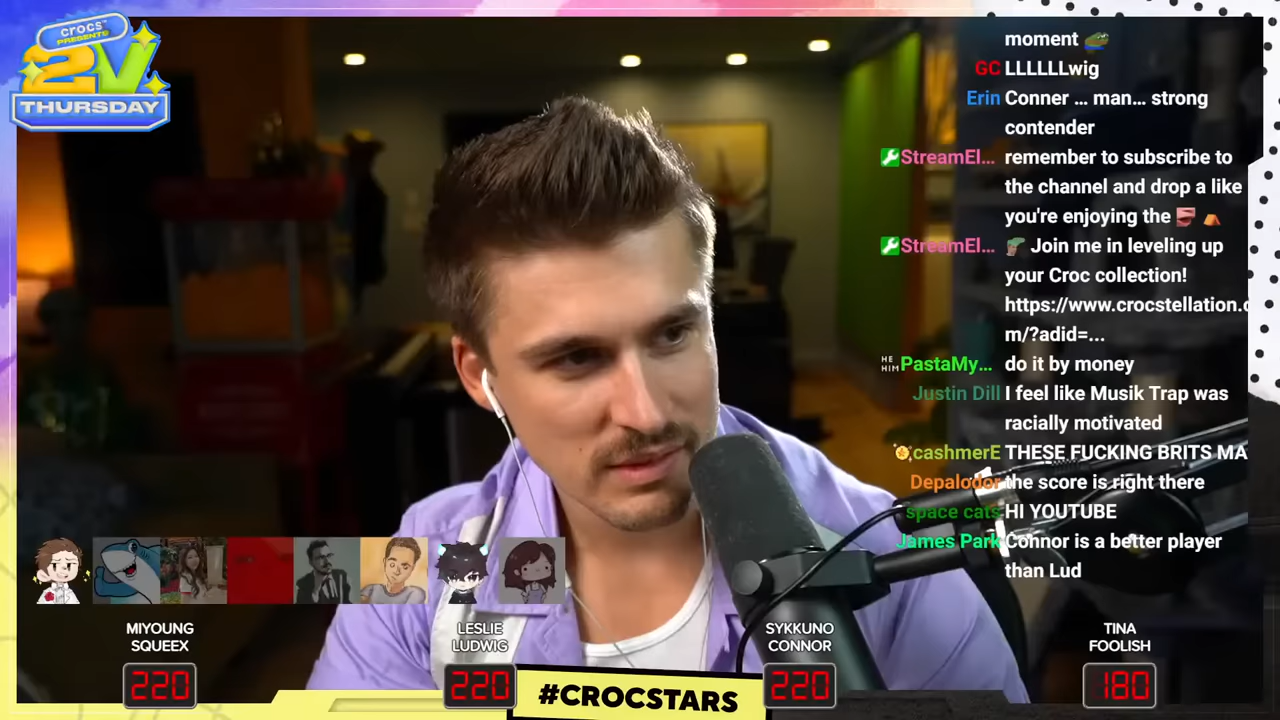 crocs™
PRESENTS
2V
THURSDAY
moment
GC LLLLLLwig
Erin Conner ... man... strong
contender
StreamEl... remember to subscribe to
the channel and drop a like
you're enjoying the
StreamEl... Join me in leveling up
your Croc collection!
https://www.crocstellation.c
m/?adid=...
HE
HIM
PastaMy... do it by money
Justin Dill I feel like Musik Trap was
racially motivated
cashmerE THESE FUCKING BRITS MA
Depalodor the score is right there
space cats HI YOUTUBE
James Park Connor is a better player
than Lud
MIYOUNG
SQUEEX
220
LESLIE
LUDWIG
220
SYKKUNO
CONNOR
220
TINA
FOOLISH
180
#CROCSTARS